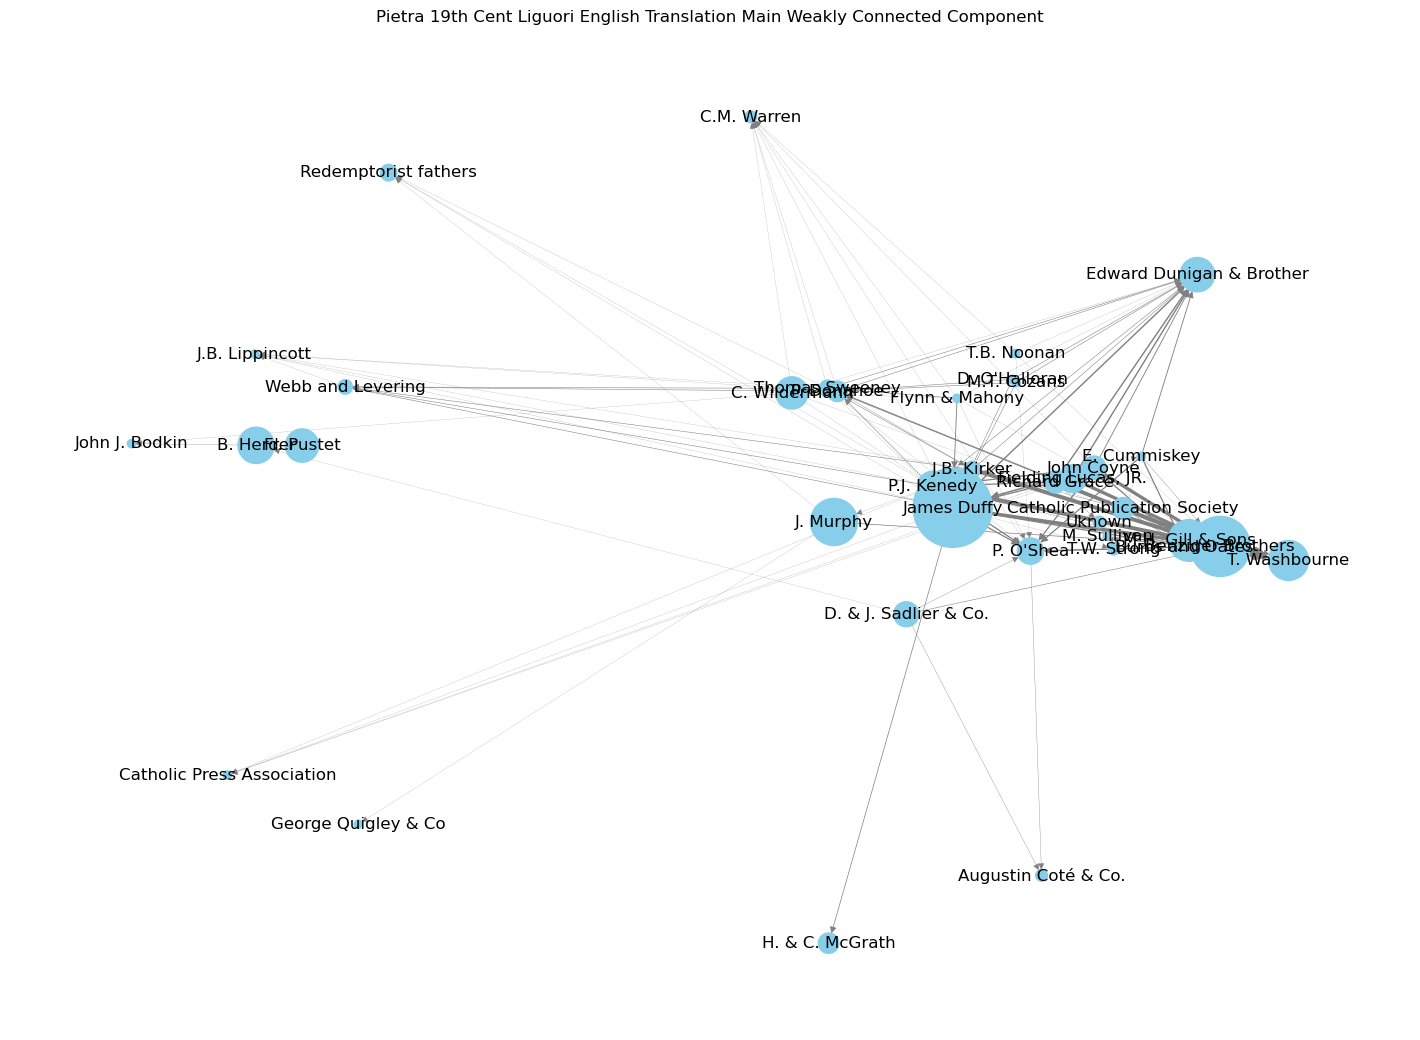 Pietra 19th Cent Liguori English Translation Main Weakly Connected Component
C.M. Warren
Redemptorist fathers
Edward Dunigan & Brother
J.B. Lippincott
T.B. Noonan
D. O'Halloran
M.T. Cozans
Webb and Levering
Thomas Sweeney
C. Wildermann
Flynn & Mahony
John J. Bodkin
B. Herder
Fr. Pustet
E. Cummiskey
John Coyne
J.B. Kirker
Fielding Lucas, JR.
Richard Grace
P.J. Kenedy
James Duffy
Catholic Publication Society
J. Murphy
Uknown
M. Sullivan
Gill & Sons
Burns and Oates
Benziger Brothers
P. O'Shea
T.W. Strong
T. Washbourne
D. & J. Sadlier & Co.
Catholic Press Association
George Quigley & Co
Augustin Coté & Co.
H. & C. McGrath